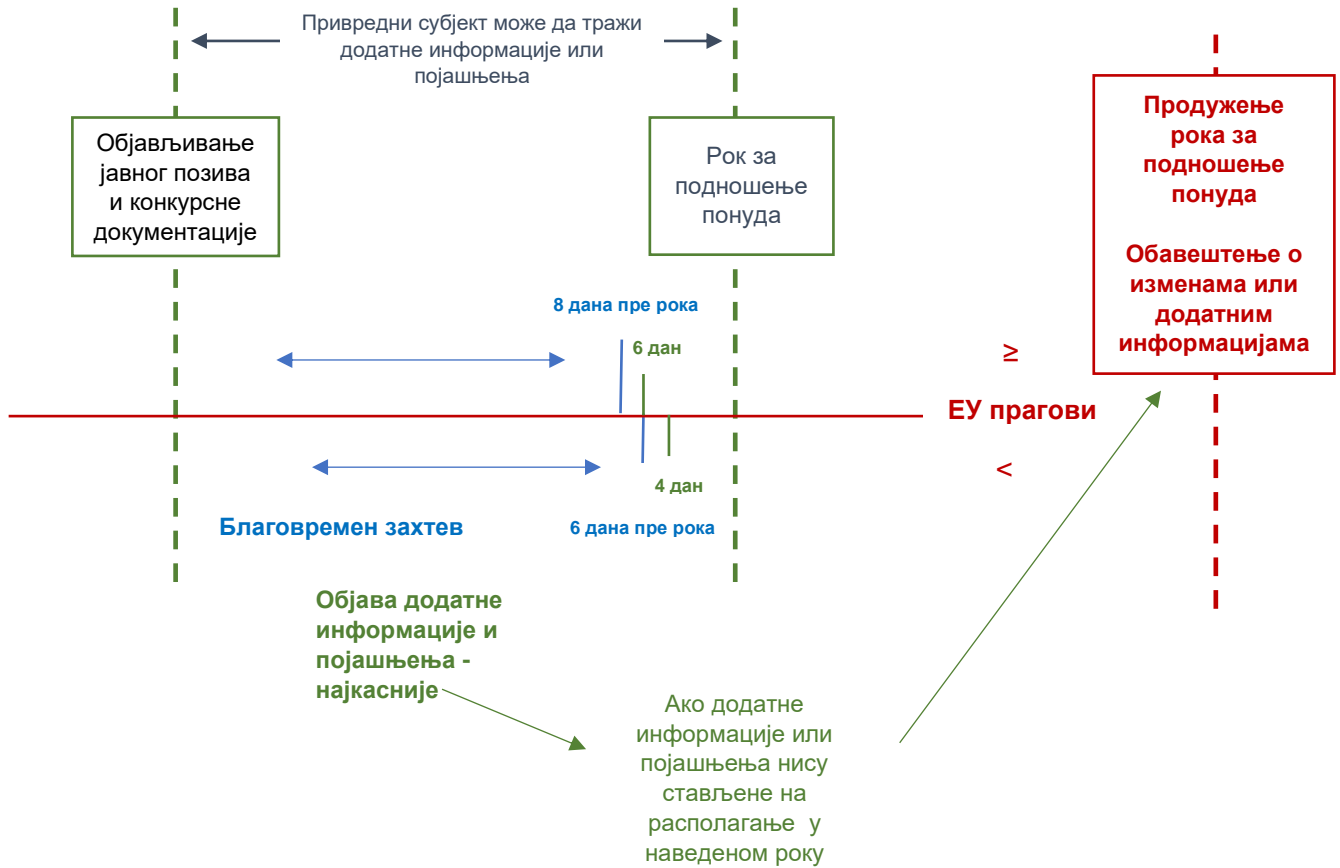 Привредни субјект може да тражи
додатне информације или
појашњења
Објављивање
јавног позива
и конкурсне
документације
Рок за
подношење
понуда
Продужење
рока за
подношење
понуда
Обавештење о
изменама или
додатним
информацијама
8 дана пре рока
6 дан
≥
ЕУ прагови
<
4 дан
Благовремен захтев
6 дана пре рока
Објава додатне
информације и
појашњења -
најкасније
Ако додатне
информације или
појашњења нису
стављене на
располагање у
наведеном року